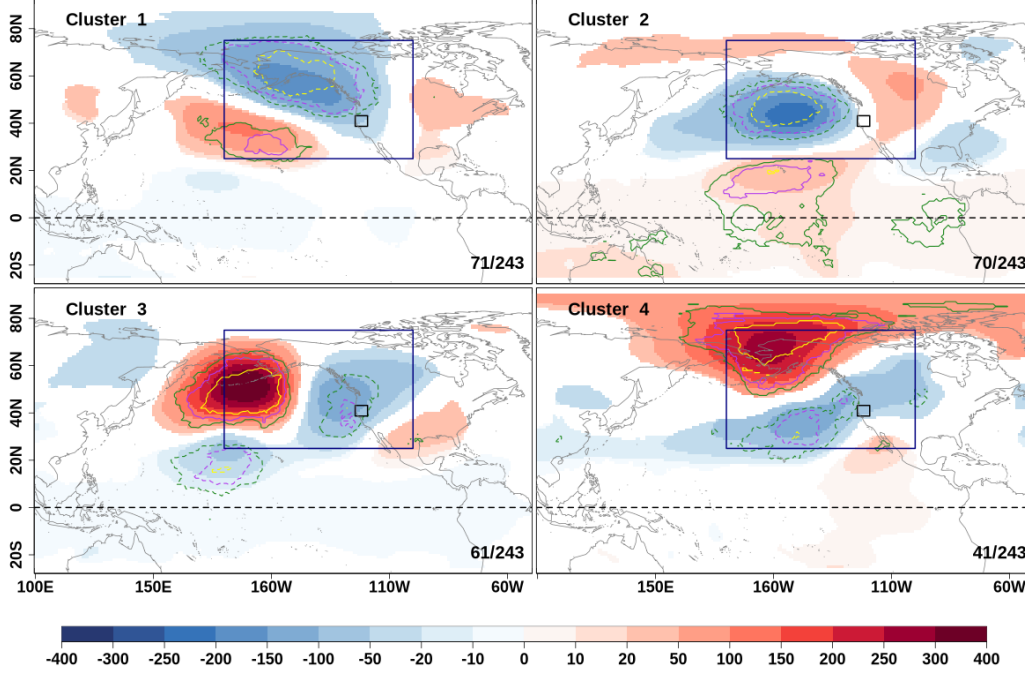 Cluster 1
Cluster 2
80N
60N
40N
20N
0
20S
71/243
70/243
Cluster 3
Cluster 4
80N
60N
40N
20N
0
20S
61/243
41/243
100E 150E 160W 110W 60W
150E 160W 110W 60W
-400 -300 -250 -200 -150 -100 -50 -20 -10 0 10 20 50 100 150 200 250 300 400